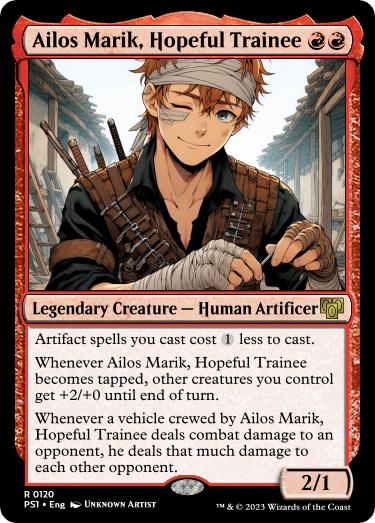 Ailos Marik, Hopeful Trainee
Legendary Creature — Human Artificer
Artifact spells you cast cost 1 less to cast.
Whenever Ailos Marik, Hopeful Trainee
becomes tapped, other creatures you control
get +2/+0 until end of turn.
Whenever a vehicle crewed by Ailos Marik,
Hopeful Trainee deals combat damage to an
opponent, he deals that much damage to
each other opponent.
2/1
R 0120
PS1 • Eng Unknown Artist
™ & © 2023 Wizards of the Coast